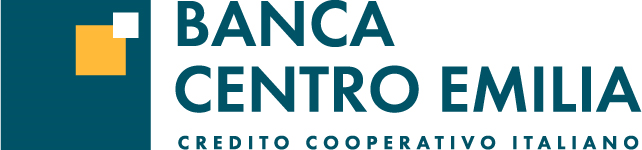 BANCA
CENTRO EMILIA
CREDITO COOPERATIVO ITALIANO